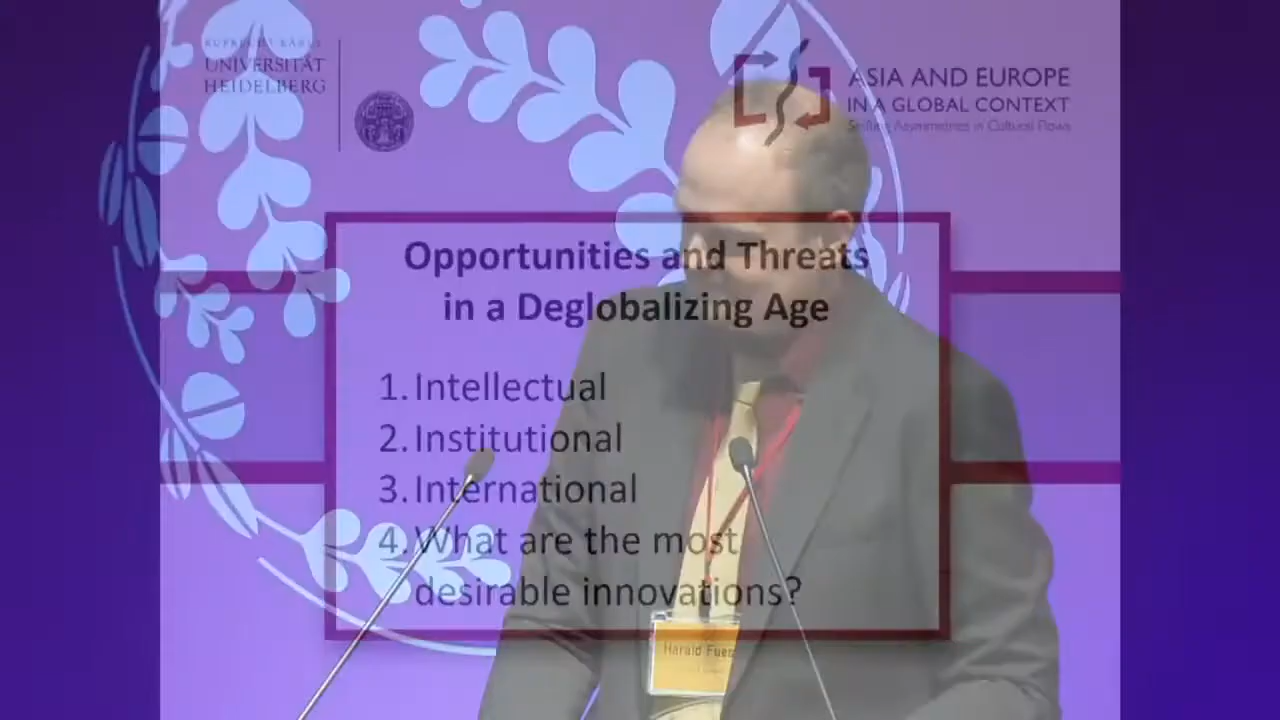 RUPRECHT-KARLS-
UNIVERSITÄT
HEIDELBERG
ASIA AND EUROPE
IN A GLOBAL CONTEXT
Shifting Asymmetries in Cultural Flows
Opportunities and Threats
in a Deglobalizing Age
1. Intellectual
2. Institutional
3. International
4. What are the most
desirable innovations?
Harald Fuess